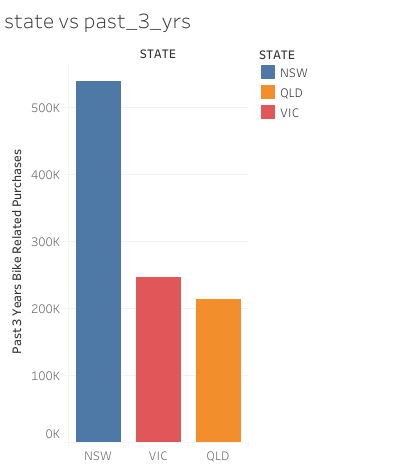 state vs past_3_yrs
STATE
STATE
NSW
QLD
VIC
Past 3 Years Bike Related Purchases
500K
400K
300K
200K
100K
0K
NSW
VIC
QLD